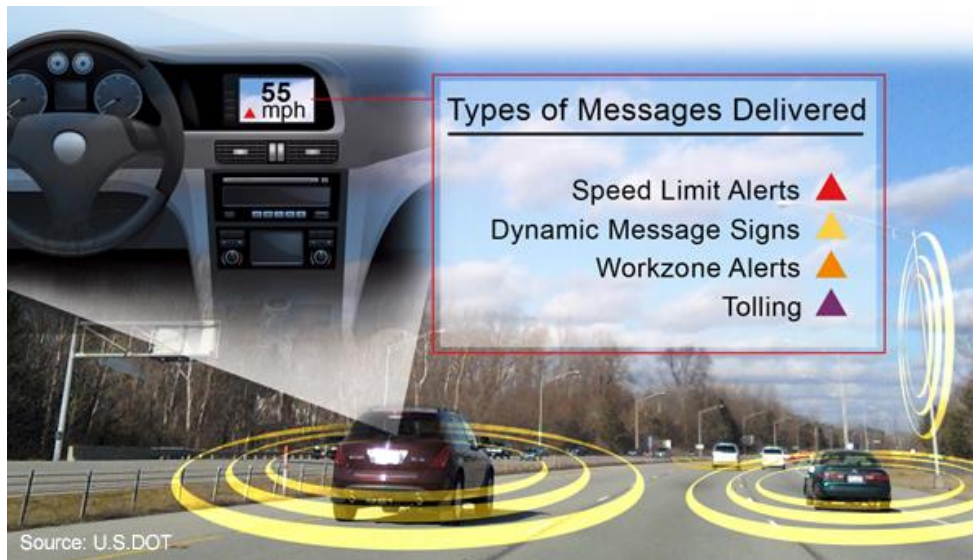 55
mph
Types of Messages Delivered
Speed Limit Alerts
Dynamic Message Signs
Workzone Alerts
Tolling
Source: U.S.DOT